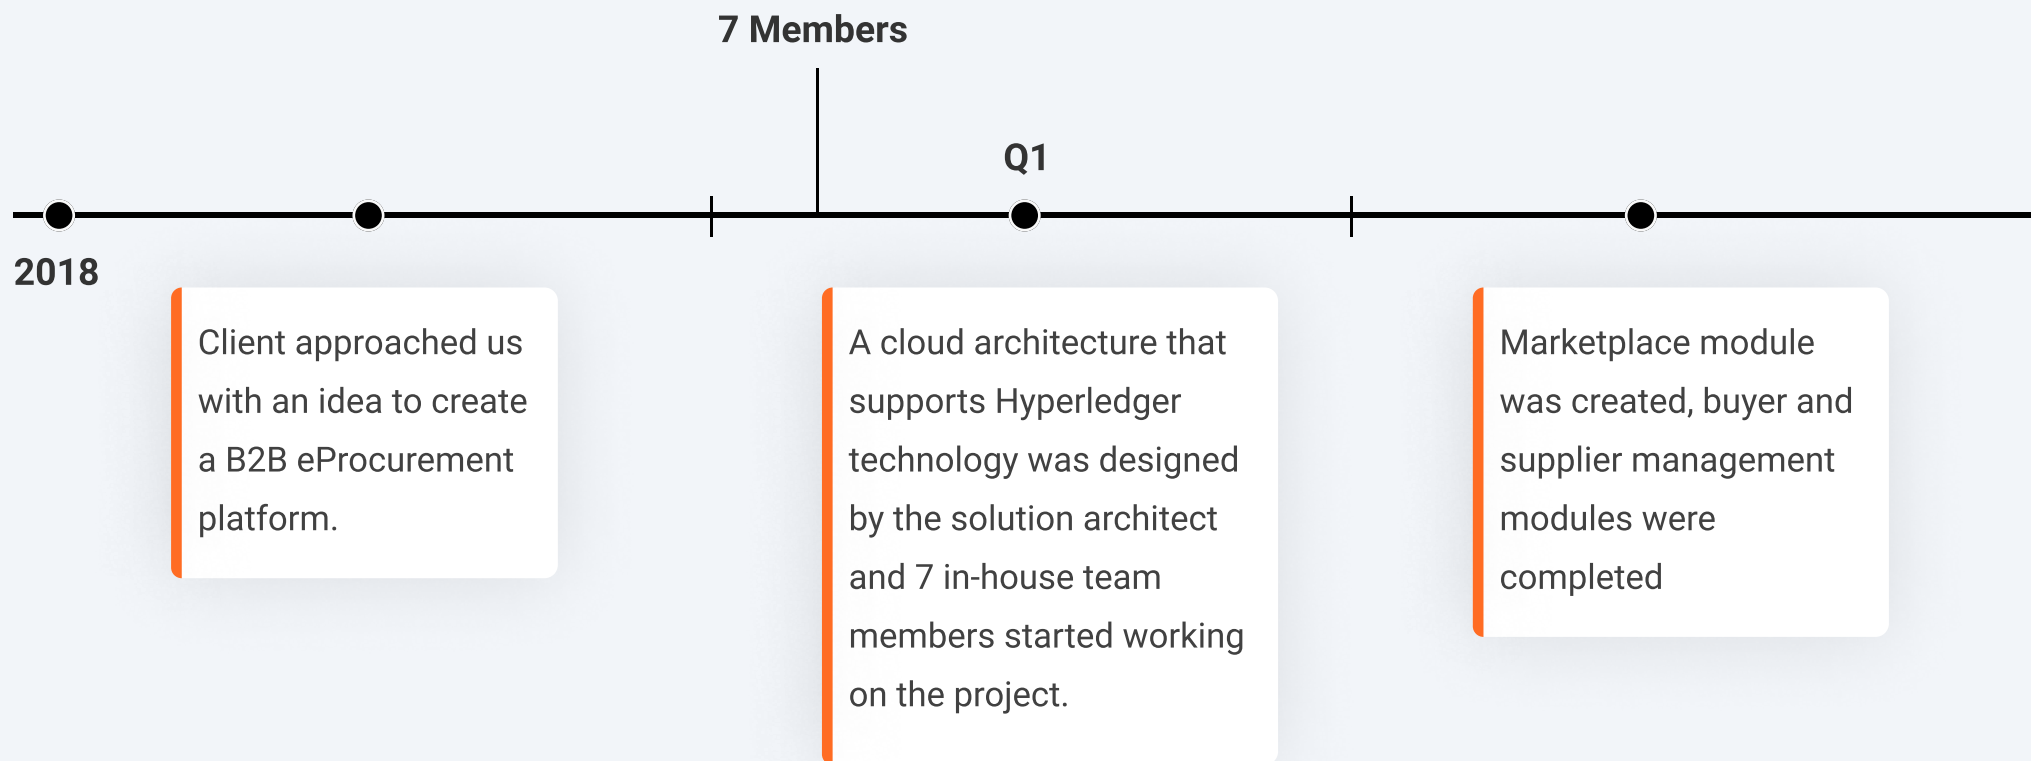 7 Members
Q1
2018
Client approached us
with an idea to create
a B2B eProcurement
platform.
A cloud architecture that
supports Hyperledger
technology was designed
by the solution architect
and 7 in-house team
members started working
on the project.
Marketplace module
was created, buyer and
supplier management
modules were
completed